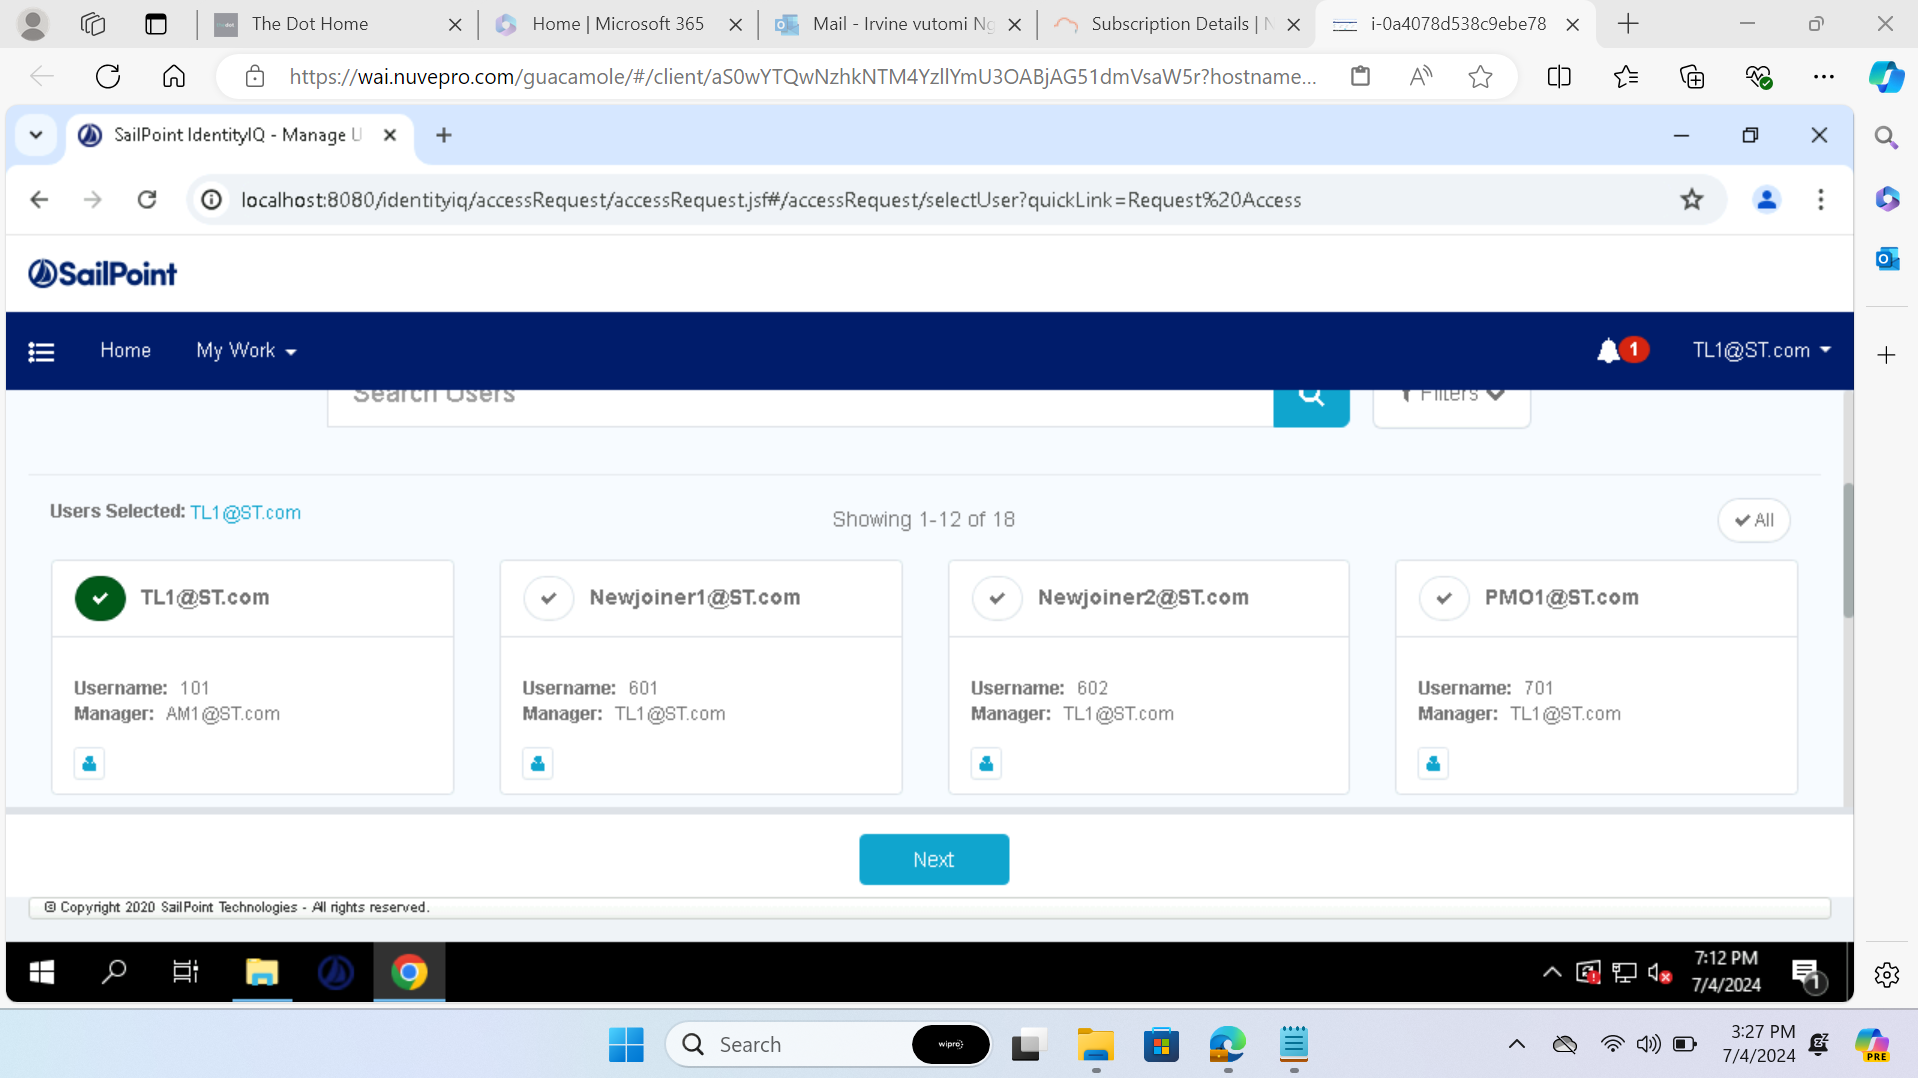 The Dot Home
Home | Microsoft 365
Mail - Irvine vutomi Ng
Subscription Details | N
i-0a4078d538c9ebe78
https://wai.nuvepro.com/guacamole/#/client/aS0wYTQwNzhkNTM4YzllYmU3OABjAG51dmVsaW5r?hostname...
SailPoint IdentityIQ - Manage U
localhost:8080/identityiq/accessRequest/accessRequest.jsf#/accessRequest/selectUser?quickLink=Request%20Access
SailPoint
Home
My Work
1
TL1@ST.com
Search Users
Filters
Users Selected: TL1@ST.com
Showing 1-12 of 18
All
TL1@ST.com
Username: 101
Manager: AM1@ST.com
Newjoiner1@ST.com
Username: 601
Manager: TL1@ST.com
Newjoiner2@ST.com
Username: 602
Manager: TL1@ST.com
PMO1@ST.com
Username: 701
Manager: TL1@ST.com
Next
© Copyright 2020 SailPoint Technologies - All rights reserved.
7:12 PM
7/4/2024
1
Search
wipro
3:27 PM
7/4/2024
PRE